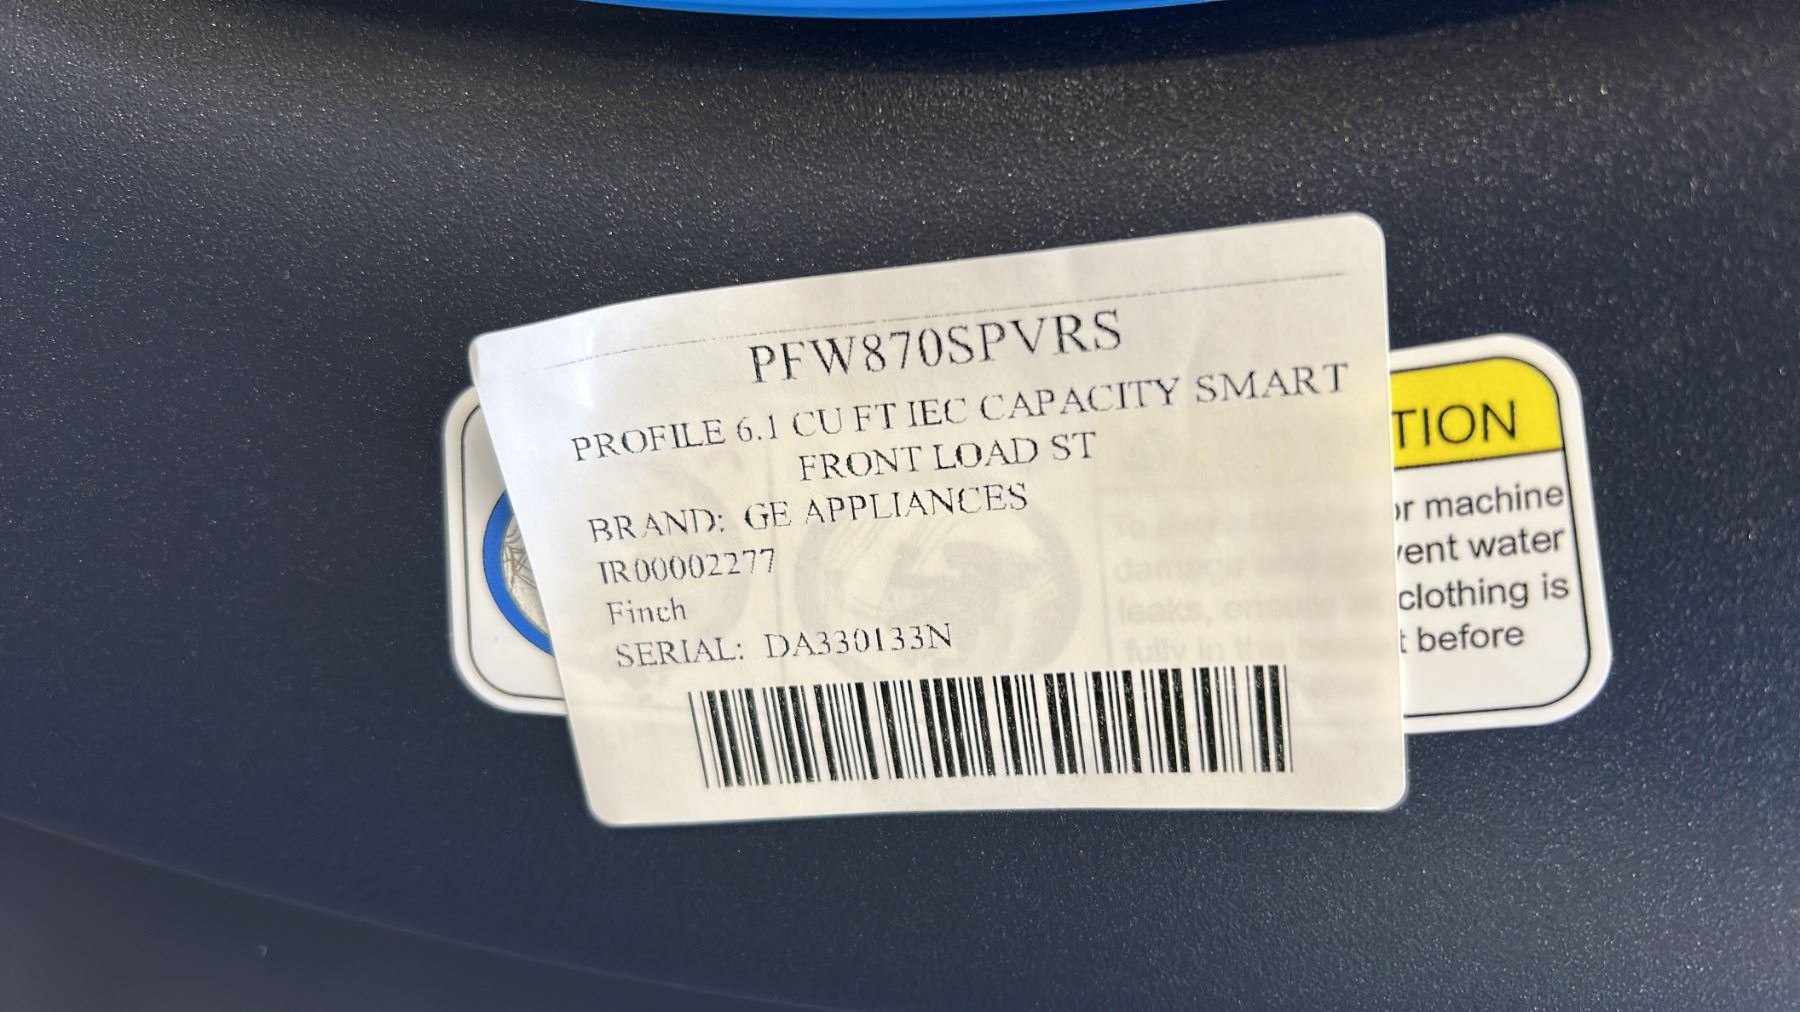 PFW870SPVRS
PROFILE 6.1 CU FT IEC CAPACITY SMART
FRONT LOAD ST
BRAND: GE APPLIANCES
IR00002277
Finch
SERIAL: DA330133N
TION
or machine
vent water
clothing is
t before